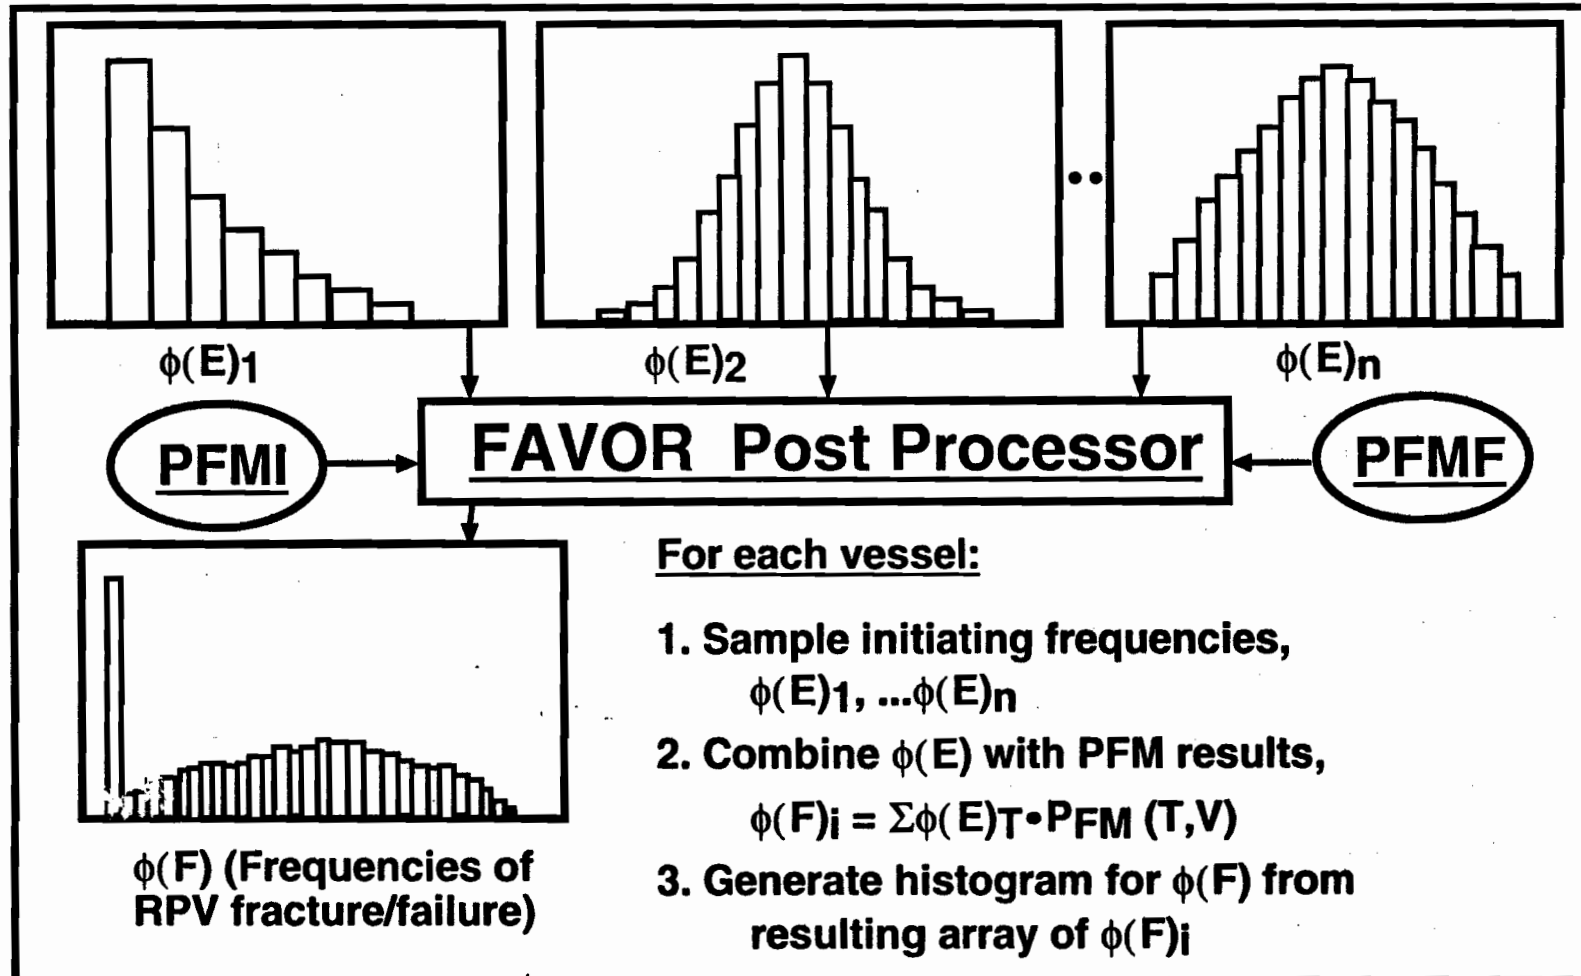 ϕ(E)1
ϕ(E)2
ϕ(E)n
PFMI
FAVOR Post Processor
PFMF
For each vessel:
1. Sample initiating frequencies,
ϕ(E)1, ...ϕ(E)n
2. Combine ϕ(E) with PFM results,
ϕ(F)i = Σϕ(E)T•PFM (T,V)
3. Generate histogram for ϕ(F) from
resulting array of ϕ(F)i
ϕ(F) (Frequencies of
RPV fracture/failure)